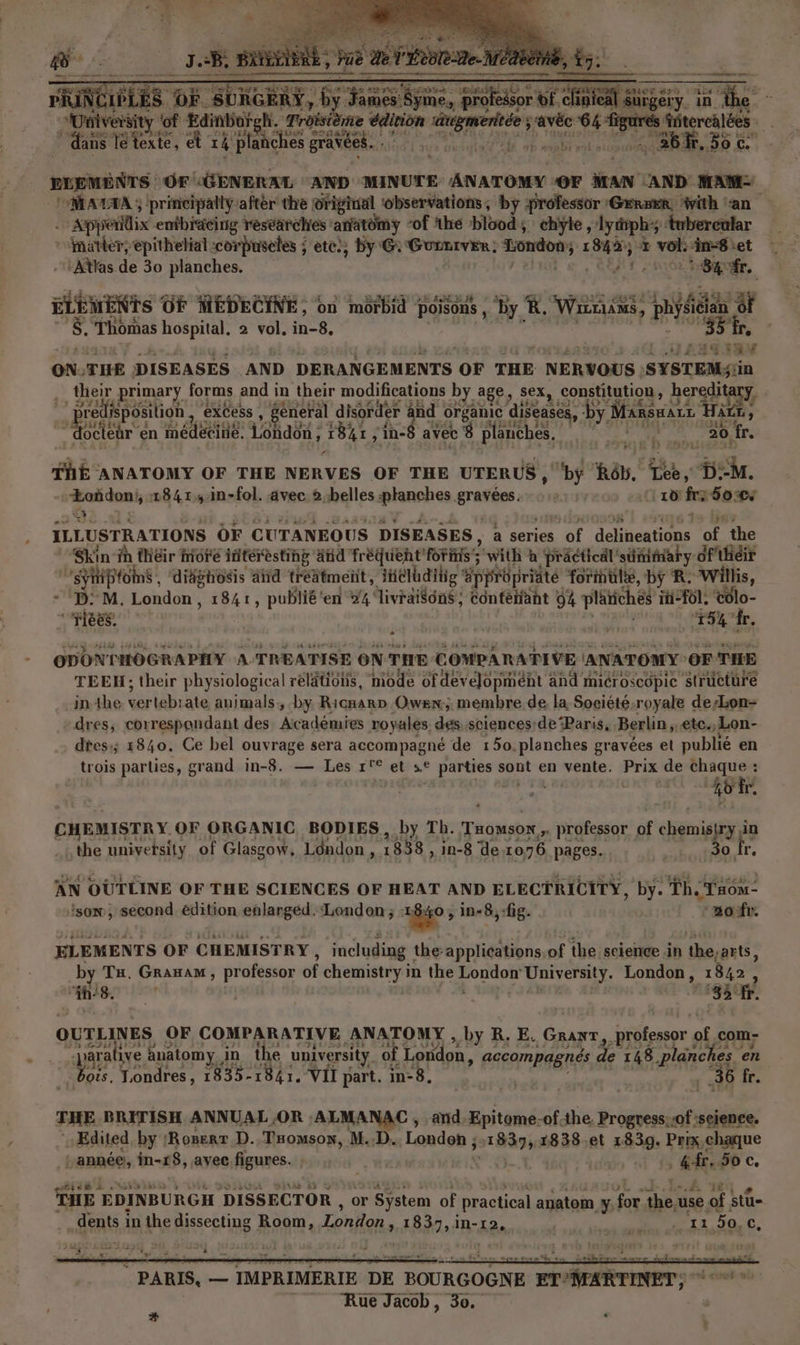 48 J.-B. BAILLIÈRE, rue de l'École-de-Médecine, 17.
PRINCIPLES OF SURGERY, by James Syme, professor of clinical surgery in the
University of Edinburgh. Troisième édition augmentée, avec 64 figures intercalées
dans le texte, et 14 planches gravées. 26 fr. 50 c.
ELEMENTS OF GENERAL AND MINUTE ANATOMY OF MAN AND MAM-
MALIA; principally after the original observations, by professor GERBER, with an
Appendix embracing researches anatomy of the blood, chyle, lymph, tubercular
matter, epithelial corpuscles, etc., by G. GULLIVER. London, 1842, 2 vol. in-8 et
Atlas de 30 planches. 34 fr.
ELEMENTS OF MEDECINE, on morbid poisons, by R. WILLIAMS, physician of
S. Thomas hospital. 2 vol. in-8. 35 fr.
ON THE DISEASES AND DERANGEMENTS OF THE NERVOUS SYSTEM, in
their primary forms and in their modifications by age, sex, constitution, hereditary
predisposition, excess, general disorder and organic diseases, by MARSHALL HALL,
docteur en médecine. London, 1841, in-8 avec 8 planches. 20 fr.
THE ANATOMY OF THE NERVES OF THE UTERUS, by Rob. Lee, D.-M.
London, 1841, in-fol. avec 2 belles planches gravées. 10 fr. 50 c.
ILLUSTRATIONS OF CUTANEOUS DISEASES, a series of delineations of the
Skin in their more interesting and frequent forms; with a practical summary of their
symptoms, diaghosis and treatment, including appropriate formulæ, by R. Willis,
D. M. London, 1841, publié en 24 livraisons, contenant 94 planches in-fol. colo-
riées. 154 fr.
ODONTHOGRAPHY A TREATISE ON THE COMPARATIVE ANATOMY OF THE
TEEH; their physiological relations, mode of development and microscopic structure
in the vertebrate animals, by RICHARD OWEN, membre de la Société royale de Lon-
dres, correspondant des Académies royales des sciences de Paris, Berlin, etc., Lon-
dres, 1840. Ce bel ouvrage sera accompagné de 150 planches gravées et publié en
trois parties, grand in-8. — Les 1re et 2e parties sont en vente. Prix de chaque :
40 fr.
CHEMISTRY OF ORGANIC BODIES, by Th. THOMSON, professor of chemistry in
the university of Glasgow, London, 1838, in-8 de 1076 pages. 30 fr.
AN OUTLINE OF THE SCIENCES OF HEAT AND ELECTRICITY, by. Th. THOM-
SON, second édition enlarged. London, 1840, in-8, fig. 20 fr.
ELEMENTS OF CHEMISTRY, including the applications of the science in the arts,
by TH. GRAHAM, professor of chemistry in the London University. London, 1842,
in-8. 32 fr.
OUTLINES OF COMPARATIVE ANATOMY, by R. E. GRANT, professor of com-
parative anatomy in the university of London, accompagnés de 148 planches en
bois. Londres, 1835-1841. VII part. in-8. 36 fr.
THE BRITISH ANNUAL OR ALMANAC, and Epitome of the Progress of science.
Edited by ROBERT D. THOMSON, M. D. London, 1837, 1838 et 1839. Prix chaque
année, in-18, avec figures. 4 fr. 50 c.
THE EDINBURGH DISSECTOR, or System of practical anatom y, for the use of stu-
dents in the dissecting Room, London, 1837, in-12. 11 50. c.
PARIS, — IMPRIMERIE DE BOURGOGNE ET MARTINET,
Rue Jacob, 30.